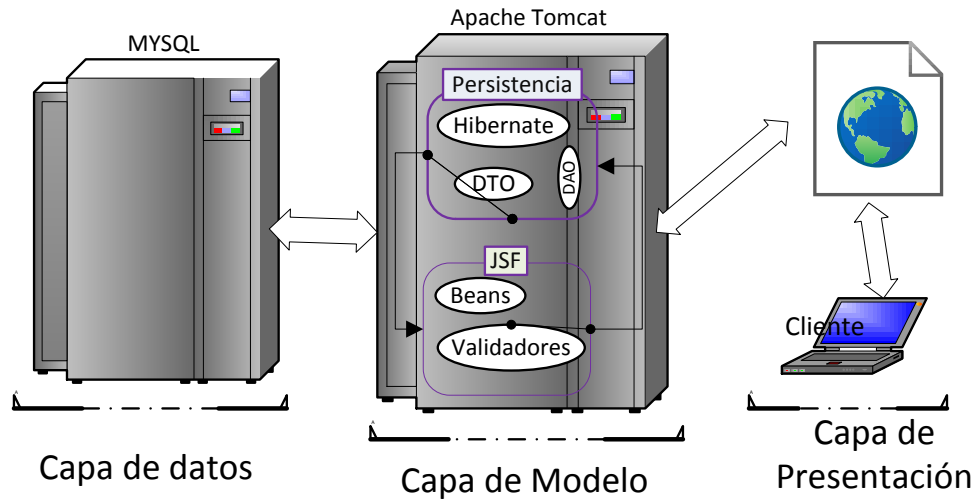 MYSQL
Apache Tomcat
Persistencia
Hibernate
DTO
DAO
JSF
Beans
Validadores
Cliente
Capa de datos
Capa de Modelo
Capa de
Presentación